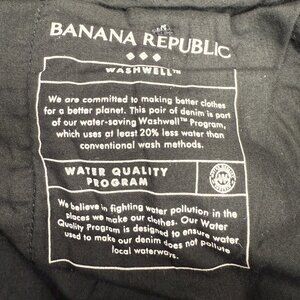 BANANA REPUBLIC
WASHWELL™
We are committed to making better clothes
for a better planet. This pair of denim is part
of our water-saving Washwell™ Program,
which uses at least 20% less water than
conventional wash methods.
WATER QUALITY
PROGRAM
We believe in fighting water pollution in the
places we make our clothes. Our Water
Quality Program is designed to ensure water
used to make our denim does not pollute
local waterways.